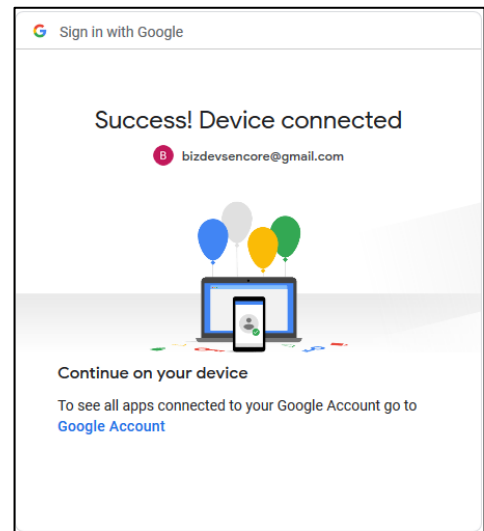 Sign in with Google
Success! Device connected
B bizdevsencore@gmail.com
Continue on your device
To see all apps connected to your Google Account go to
Google Account